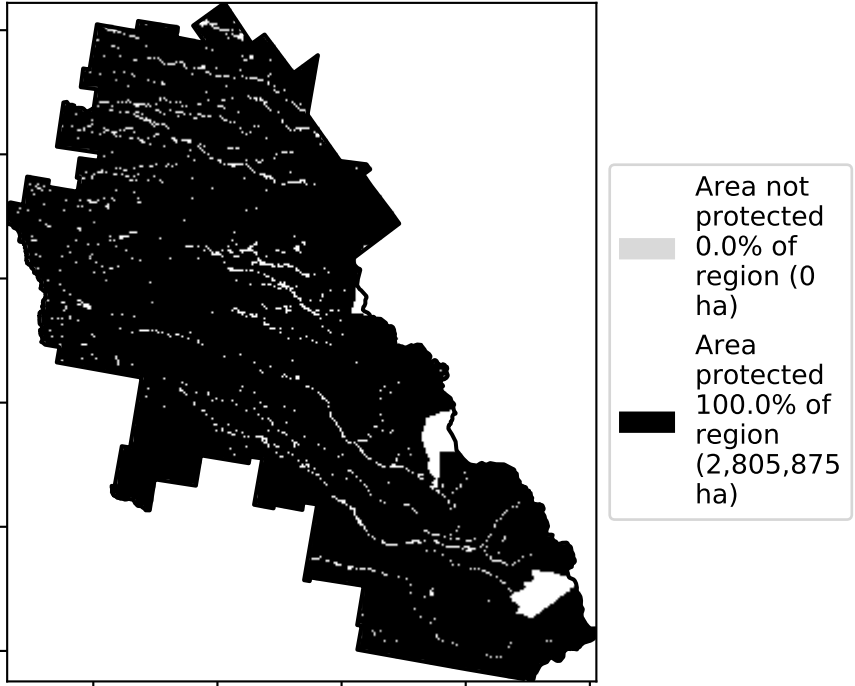 Area not
protected
0.0% of
region (0
ha)
Area
protected
100.0% of
region
(2,805,875
ha)